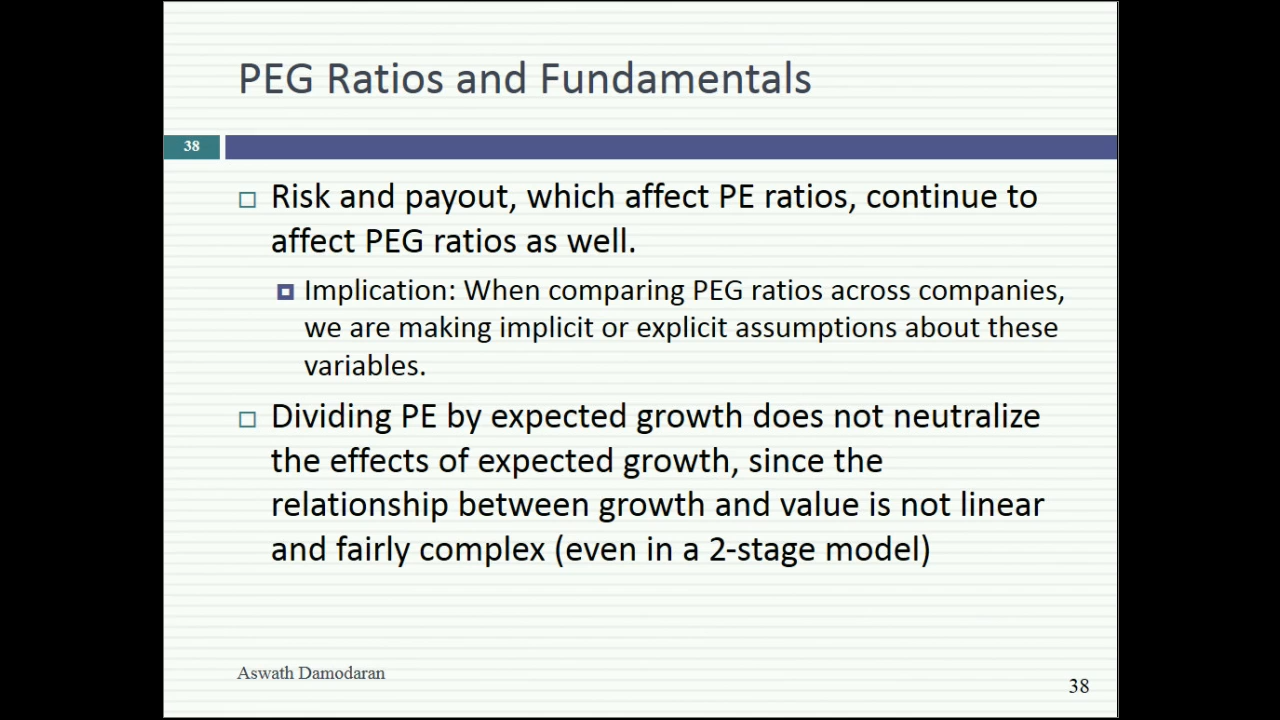 PEG Ratios and Fundamentals
38
Risk and payout, which affect PE ratios, continue to
affect PEG ratios as well.
Implication: When comparing PEG ratios across companies,
we are making implicit or explicit assumptions about these
variables.
Dividing PE by expected growth does not neutralize
the effects of expected growth, since the
relationship between growth and value is not linear
and fairly complex (even in a 2-stage model)
Aswath Damodaran
38